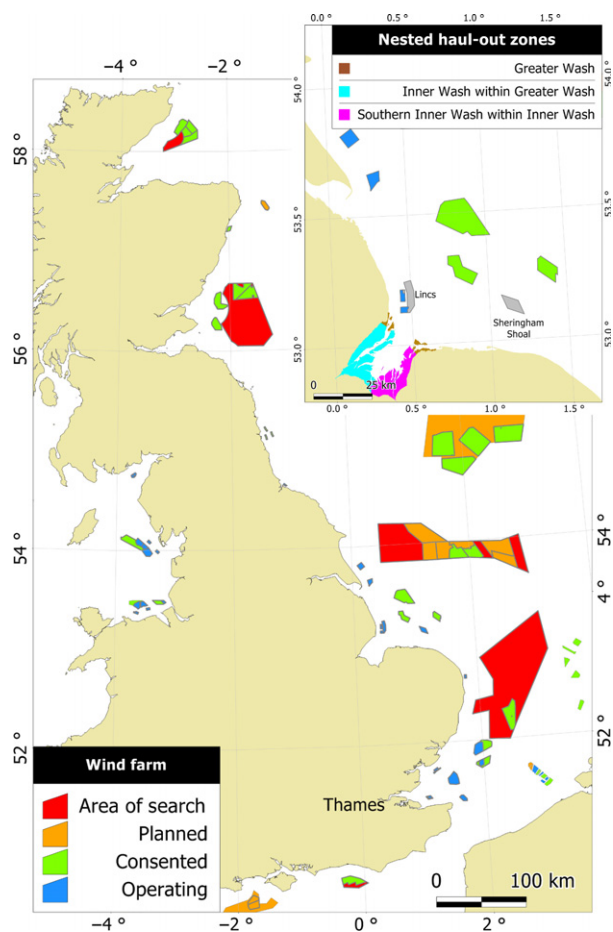 −4 °
−2 °
0.0 °
0.5 °
1.0 °
1.5 °
Nested haul-out zones
Greater Wash
Inner Wash within Greater Wash
Southern Inner Wash within Inner Wash
54.0 °
54.0 °
58 °
53.5 °
53.5 °
Lincs
Sheringham
Shoal
53.0 °
53.0 °
56 °
0
25 km
0.0 °
0.5 °
1.0 °
1.5 °
54 °
54 °
4 °
52 °
52 °
Wind farm
Area of search
Planned
Consented
Operating
Thames
0
100 km
−4 °
−2 °
0 °
2 °